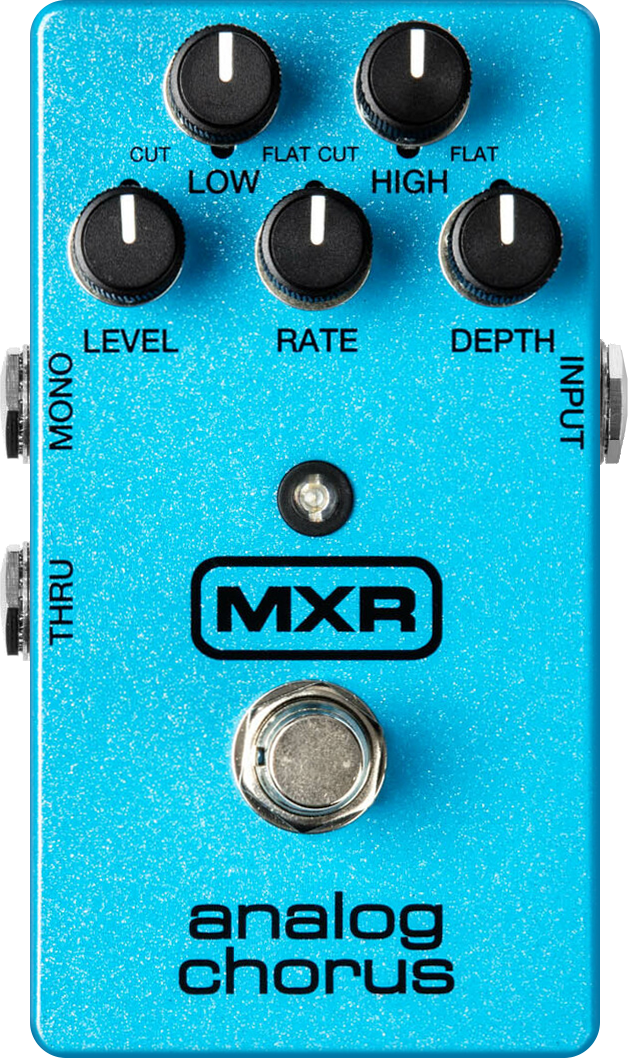 CUT FLAT CUT FLAT
LOW HIGH
LEVEL RATE DEPTH
MONO
INPUT
THRU
MXR
analog
chorus